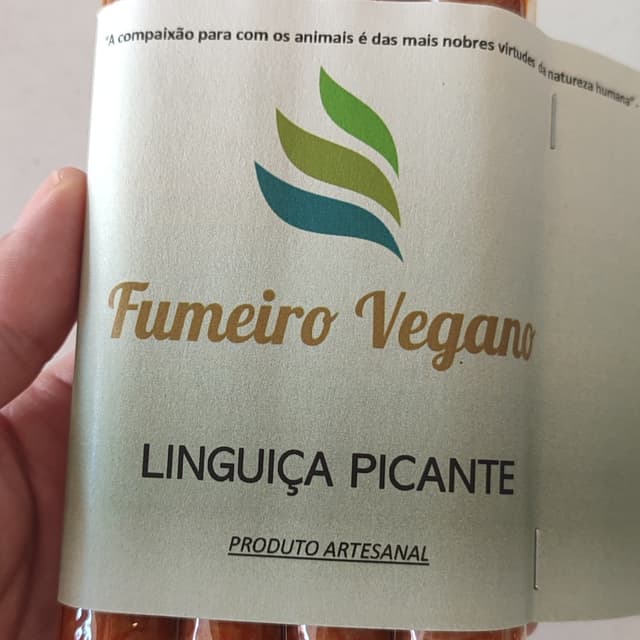 "A compaixão para com os animais é das mais nobres virtudes da natureza humana".
Fumeiro Vegano
LINGUIÇA PICANTE
PRODUTO ARTESANAL